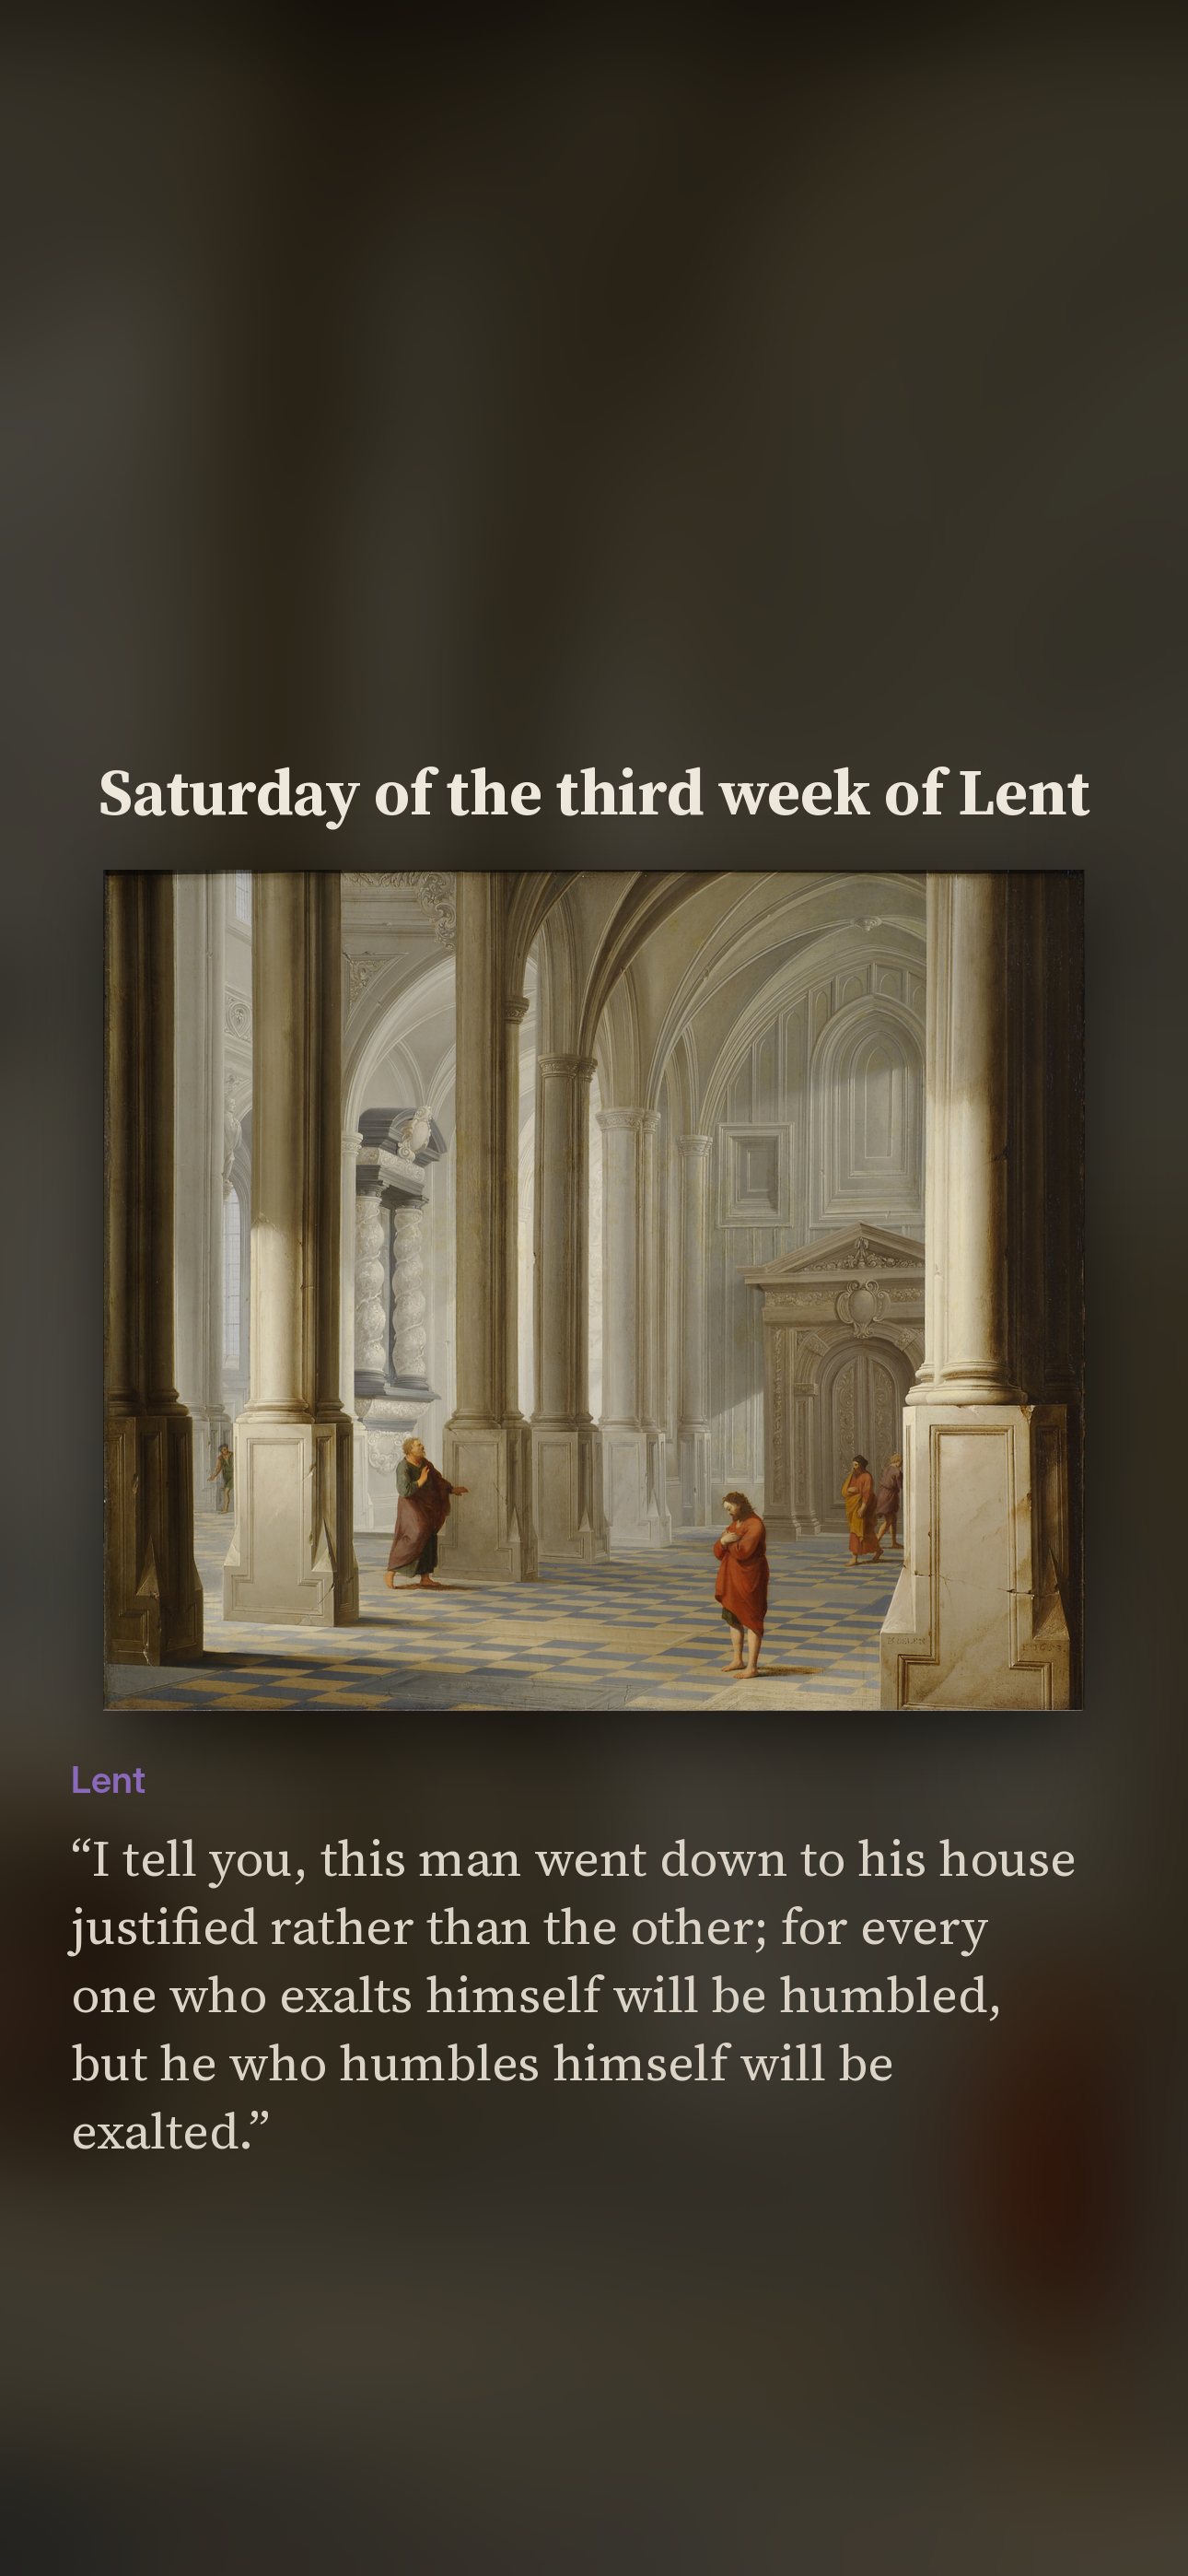 Saturday of the third week of Lent
Lent
“I tell you, this man went down to his house
justified rather than the other; for every
one who exalts himself will be humbled,
but he who humbles himself will be
exalted.”